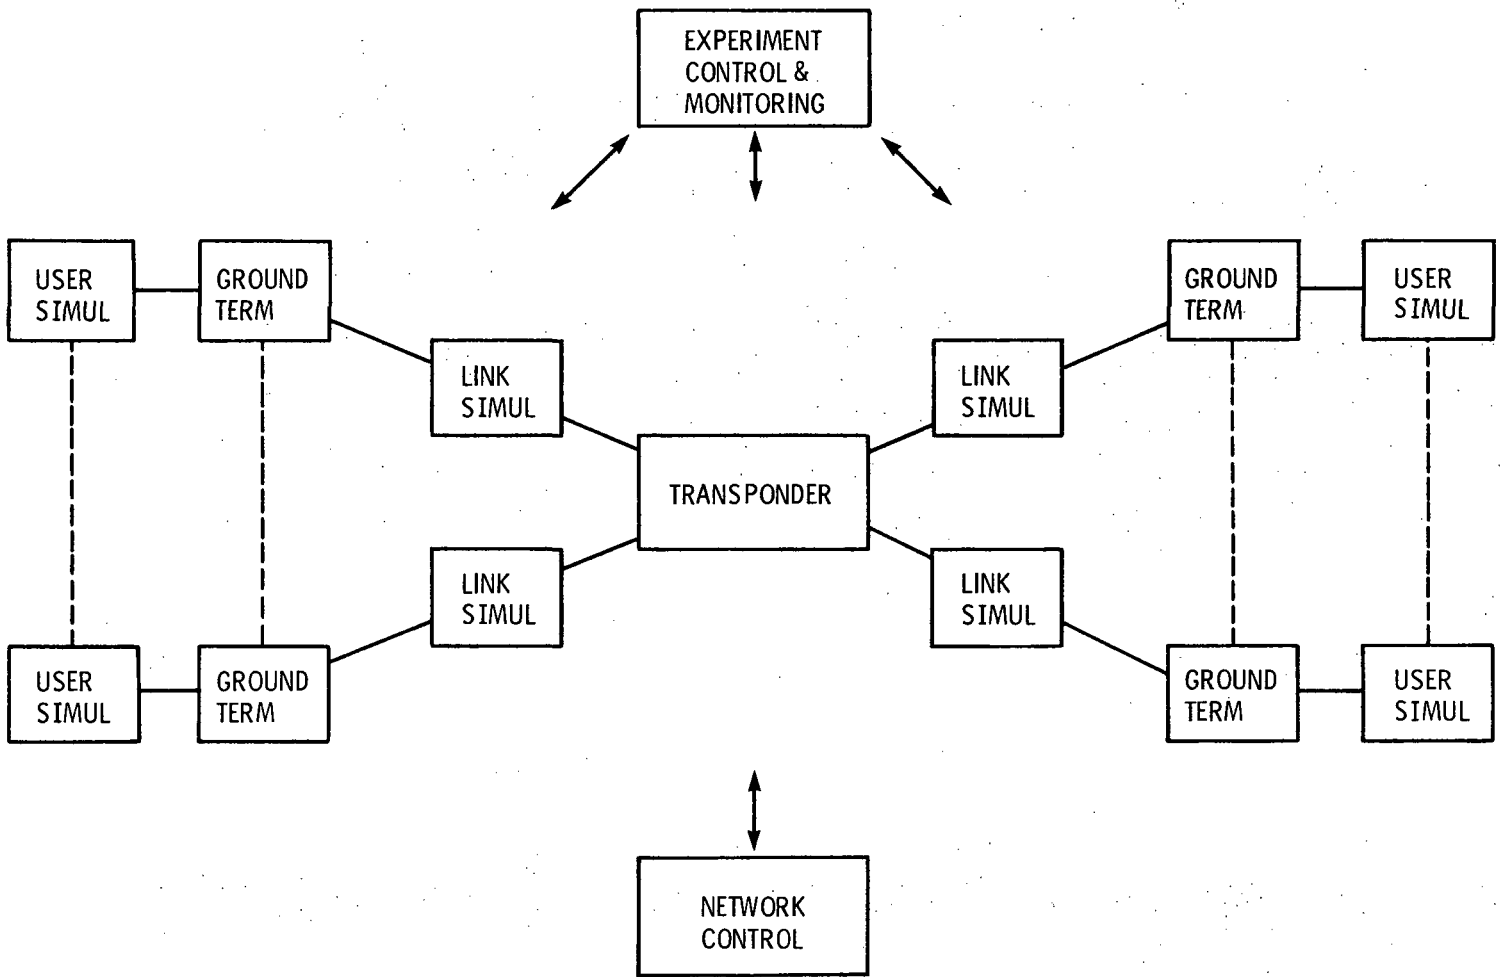 EXPERIMENT
CONTROL &
MONITORING
USER
SIMUL
GROUND
TERM
GROUND
TERM
USER
SIMUL
LINK
SIMUL
LINK
SIMUL
TRANSPONDER
LINK
SIMUL
LINK
SIMUL
USER
SIMUL
GROUND
TERM
GROUND
TERM
USER
SIMUL
NETWORK
CONTROL